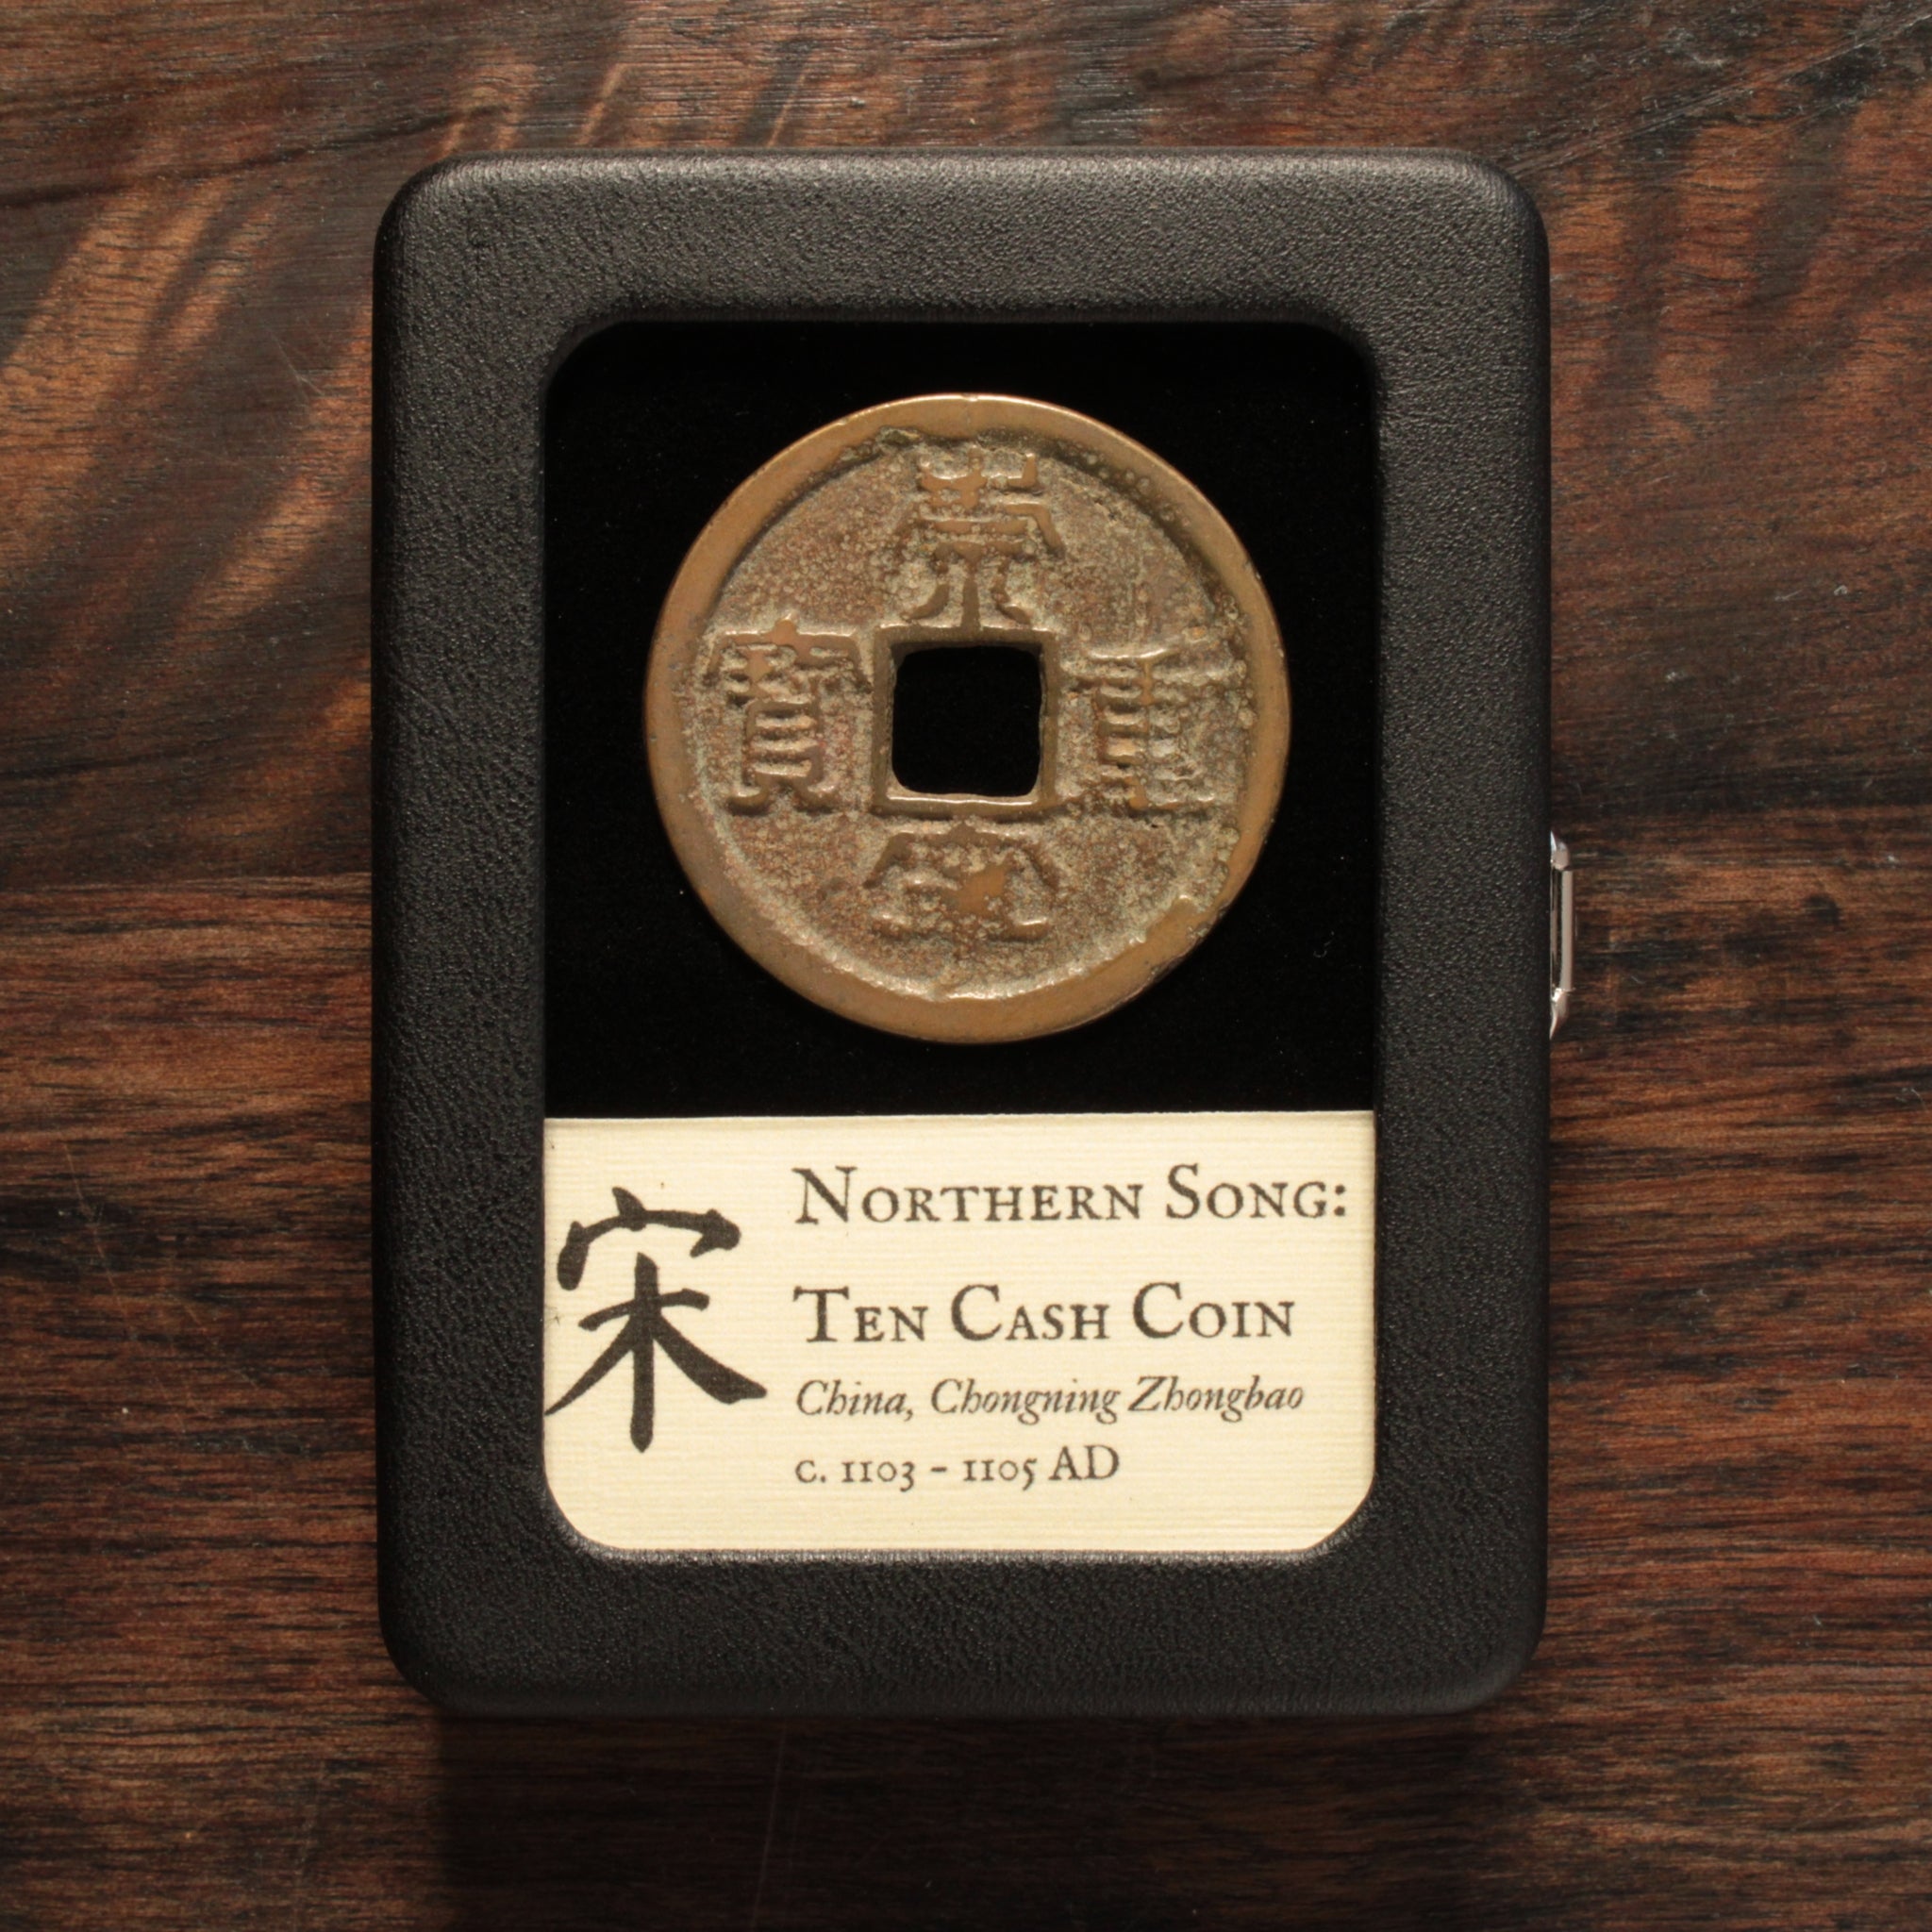 崇
寶 重
寧
宋
Northern Song:
Ten Cash Coin
China, Chongning Zhongbao
c. 1103 - 1105 AD